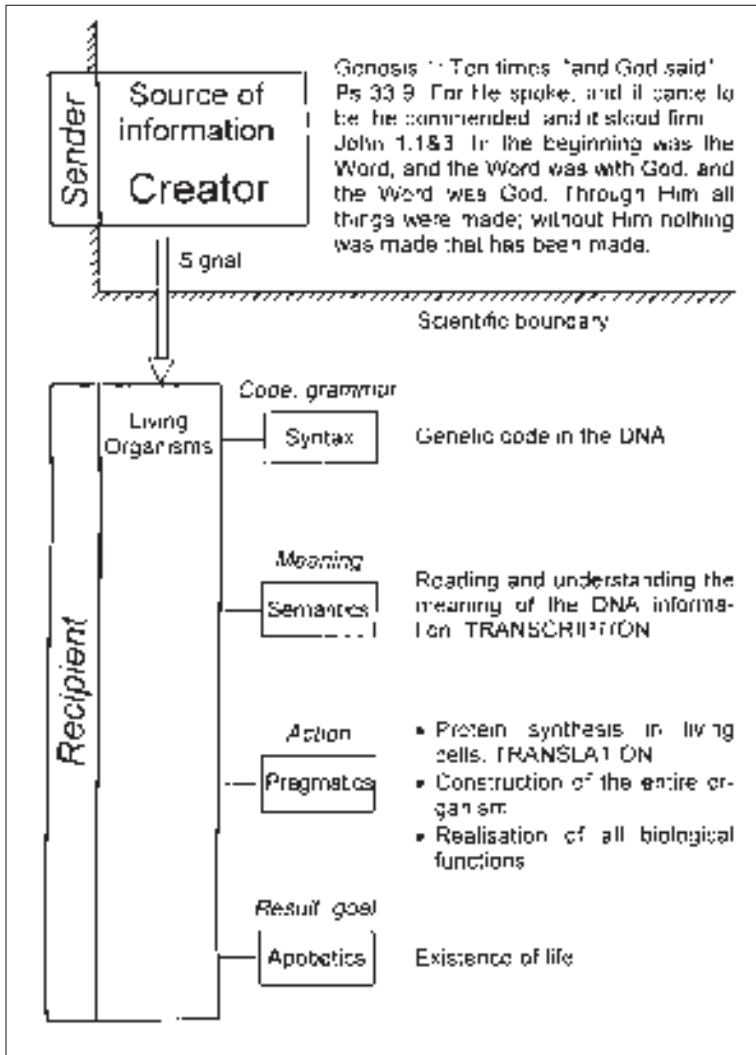 Sender
Source of
information
Creator
Genesis 1: Ten times "and God said"
Ps 33:9 For He spoke, and it came to
be, he commended, and it stood firm
John 1:1&3 In the beginning was the
Word, and the Word was with God, and
the Word was God. Through Him all
things were made; without Him nothing
was made that has been made.
Signal
Scientific boundary
Recipient
Living
Organisms
Code, grammar
Syntax
Genetic code in the DNA
Meaning
Semantics
Reading and understanding the
meaning of the DNA informa-
tion TRANSCRIPTION
Action
Pragmatics
• Protein synthesis in living
cells. TRANSLATION
• Construction of the entire or-
ganism
• Realisation of all biological
functions
Result, goal
Apobetics
Existence of life